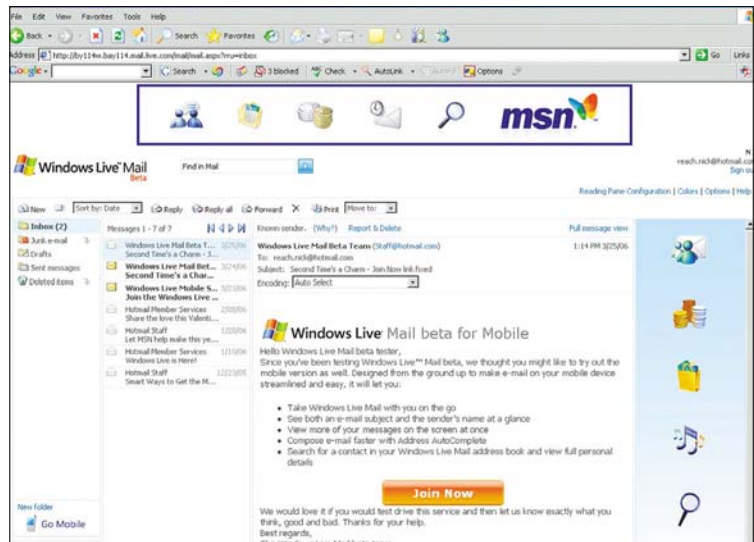 File Edit View Favorites Tools Help
Back Search Favorites
Address http://by114w.bay114.mail.live.com/mail/mail.aspx?rru=inbox Go Links
Google Search 3 blocked Check AutoLink Options
msn
Windows Live™ Mail
Beta
Find in Mail
reach.nick@hotmail.co
Sign ou
Reading Pane Configuration | Colors | Options | Help
New Sort by: Date Reply Reply all Forward Print Move to:
Inbox (2)
Junk e-mail
Drafts
Sent messages
Deleted items
New folder
Go Mobile
Messages 1 - 7 of 7
Windows Live Mail Beta T... 3/25/06
Second Time's a Charm - J...
Windows Live Mail Bet... 3/24/06
Second Time's a Char...
Windows Live Mobile S... 3/23/06
Join the Windows Live ...
Hotmail Member Services
Share the love this Valenti...
Hotmail Staff
Let MSN help make this ye...
Hotmail Member Services
Windows Live is Here!
Hotmail Staff
Smart Ways to Get the M...
Known sender. (Why?) Report & Delete Full message view
Windows Live Mail Beta Team (Staff@hotmail.com) 1:14 PM 3/25/06
To: reach.nick@hotmail.com
Subject: Second Time's a Charm - Join Now link fixed
Encoding: Auto Select
Windows Live Mail beta for Mobile
Hello Windows Live Mail beta tester,
Since you've been testing Windows Live™ Mail beta, we thought you might like to try out the
mobile version as well. Designed from the ground up to make e-mail on your mobile device
streamlined and easy, it will let you:
• Take Windows Live Mail with you on the go
• See both an e-mail subject and the sender's name at a glance
• View more of your messages on the screen at once
• Compose e-mail faster with Address AutoComplete
• Search for a contact in your Windows Live Mail address book and view full personal
details
Join Now
We would love it if you would test drive this service and then let us know exactly what you
think, good and bad. Thanks for your help.
Best regards,